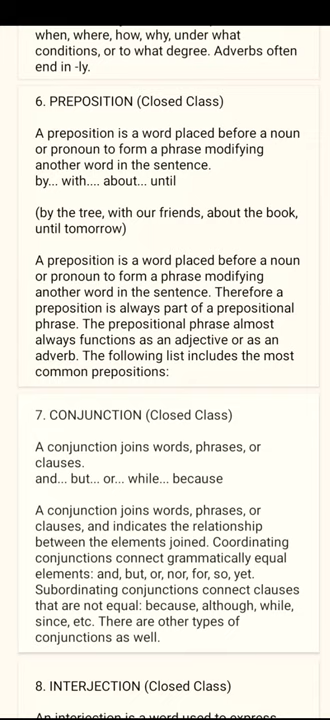 when, where, how, why, under what
conditions, or to what degree. Adverbs often
end in -ly.
6. PREPOSITION (Closed Class)
A preposition is a word placed before a noun
or pronoun to form a phrase modifying
another word in the sentence.
by... with.... about... until
(by the tree, with our friends, about the book,
until tomorrow)
A preposition is a word placed before a noun
or pronoun to form a phrase modifying
another word in the sentence. Therefore a
preposition is always part of a prepositional
phrase. The prepositional phrase almost
always functions as an adjective or as an
adverb. The following list includes the most
common prepositions:
7. CONJUNCTION (Closed Class)
A conjunction joins words, phrases, or
clauses.
and... but... or... while... because
A conjunction joins words, phrases, or
clauses, and indicates the relationship
between the elements joined. Coordinating
conjunctions connect grammatically equal
elements: and, but, or, nor, for, so, yet.
Subordinating conjunctions connect clauses
that are not equal: because, although, while,
since, etc. There are other types of
conjunctions as well.
8. INTERJECTION (Closed Class)
An interjection is a word used to express